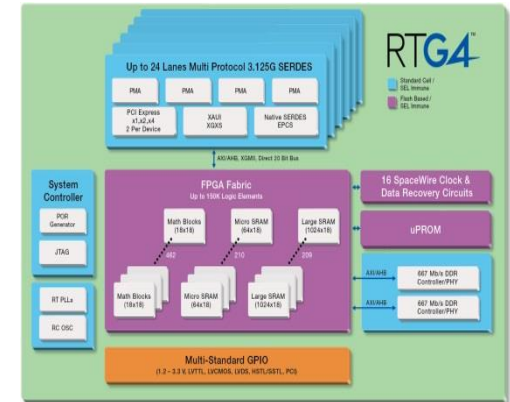 RTG4™
Standard Cell /
SEL Immune
Flash Based /
SEL Immune
Up to 24 Lanes Multi Protocol 3.125G SERDES
PMA PMA PMA PMA
PCI Express
x1,x2,x4
2 Per Device
XAUI
XGXS
Native SERDES
EPCS
AXI/AHB, XGMII, Direct 20 Bit Bus
System
Controller
POR
Generator
JTAG
RT PLLs
RC OSC
FPGA Fabric
Up to 150K Logic Elements
Math Blocks
(18x18)
Micro SRAM
(64x18)
Large SRAM
(1024x18)
462 210 209
Math Blocks
(18x18)
Micro SRAM
(64x18)
Large SRAM
(1024x18)
16 SpaceWire Clock &
Data Recovery Circuits
uPROM
AXI/AHB
667 Mb/s DDR
Controller/PHY
AXI/AHB
667 Mb/s DDR
Controller/PHY
Multi-Standard GPIO
(1.2 – 3.3 V, LVTTL, LVCMOS, LVDS, HSTL/SSTL, PCI)